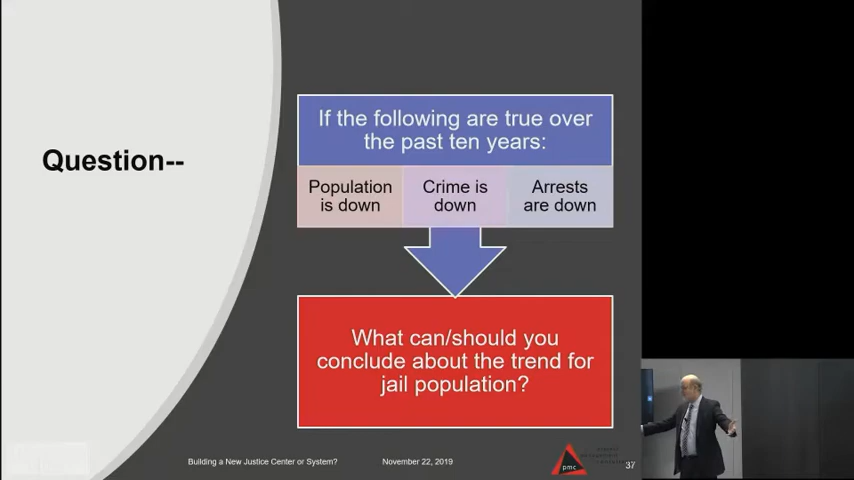 Question--
If the following are true over
the past ten years:
Population
is down
Crime is
down
Arrests
are down
What can/should you
conclude about the trend for
jail population?
Building a New Justice Center or System?
November 22, 2019
pmc
37